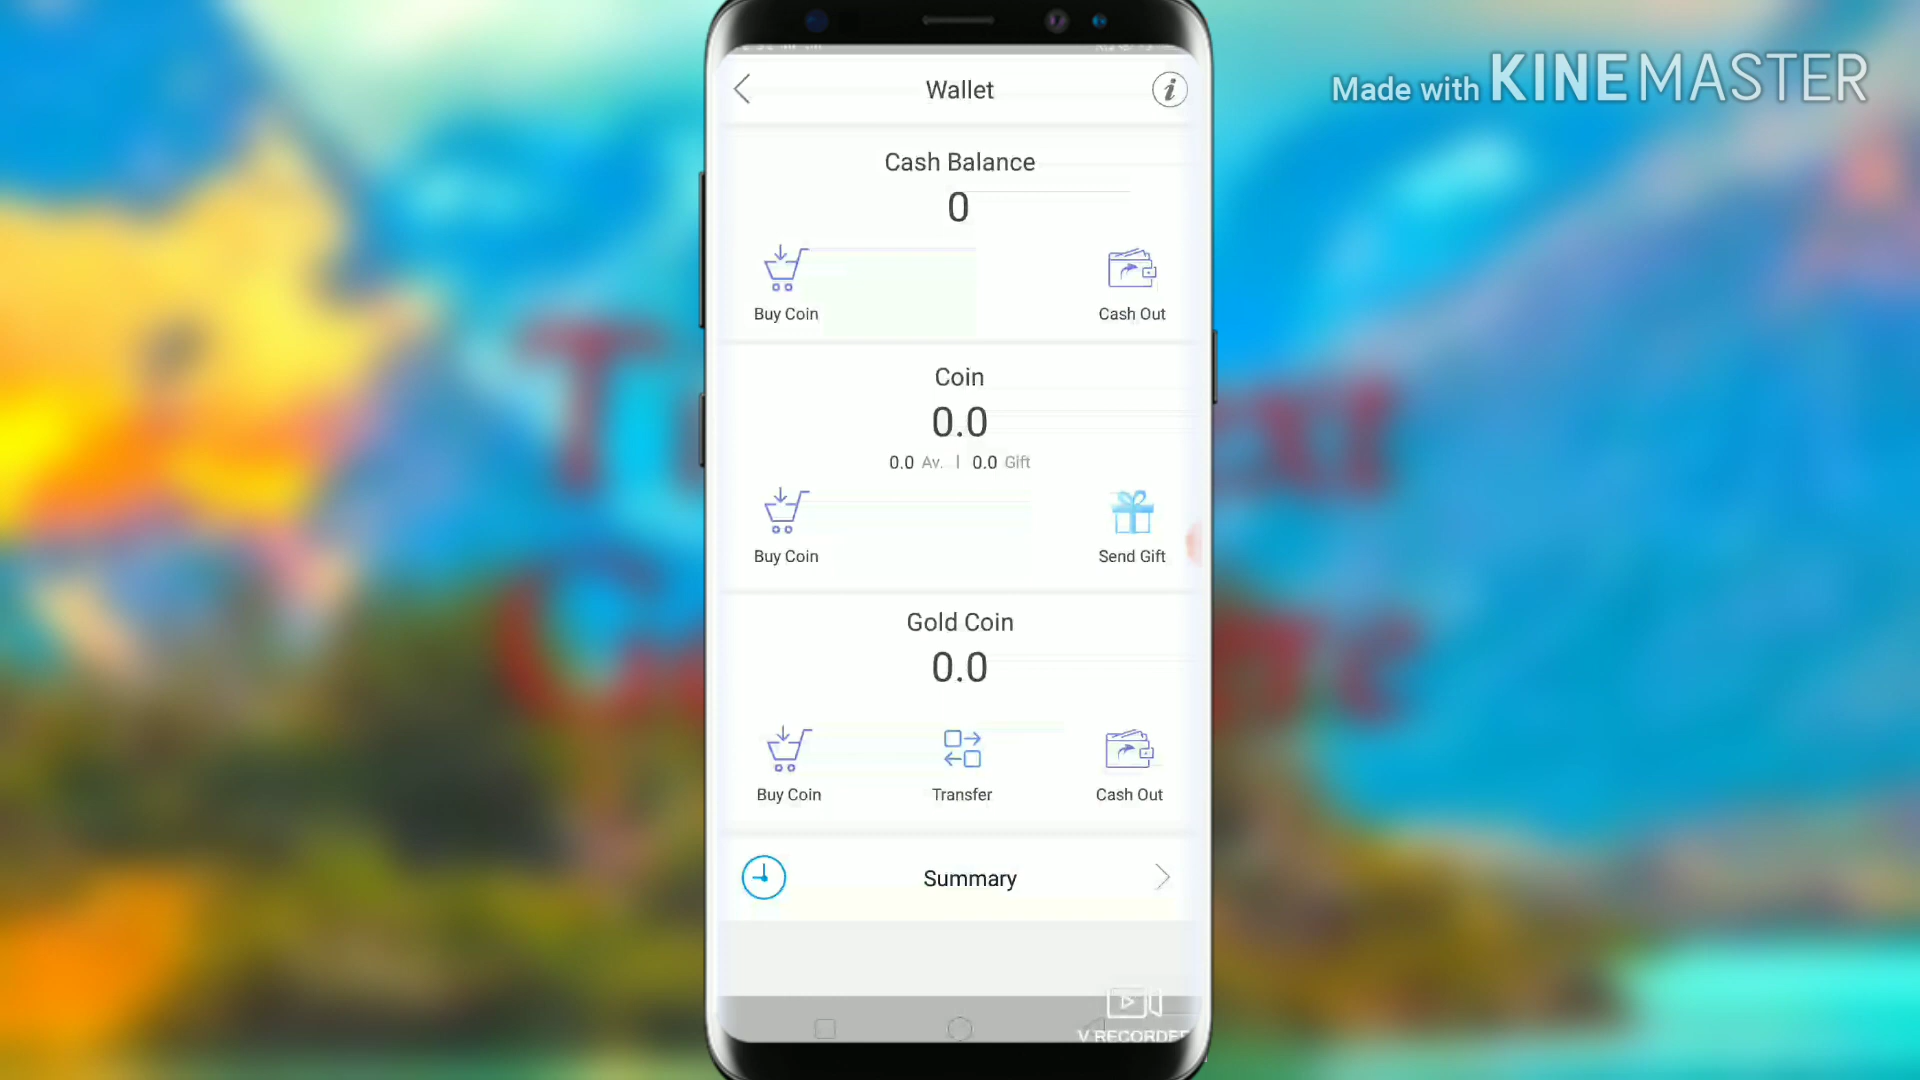 Made with KINEMASTER
Wallet
Cash Balance
0
Buy Coin
Cash Out
Coin
0.0
0.0 Av. | 0.0 Gift
Buy Coin
Send Gift
Gold Coin
0.0
Buy Coin
Transfer
Cash Out
Summary
V RECORDER